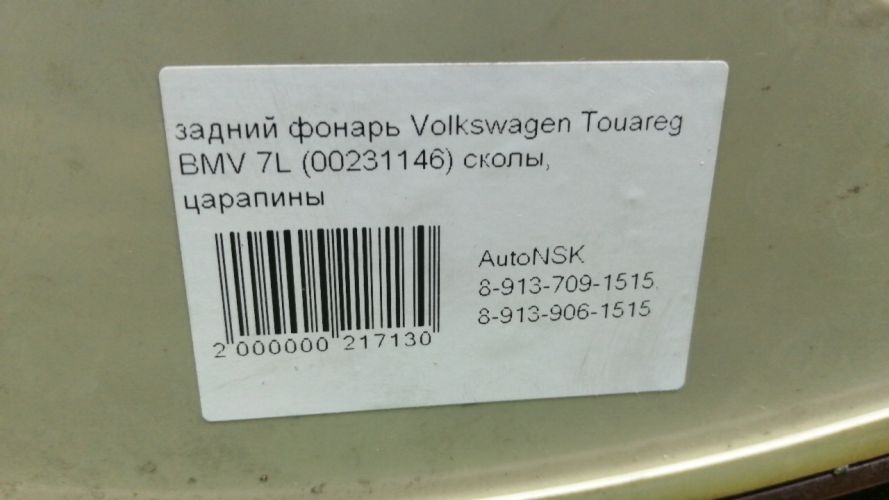 задний фонарь Volkswagen Touareg
BMV 7L (00231146) сколы,
царапины
AutoNSK
8-913-709-1515,
8-913-906-1515
2 000000 217130